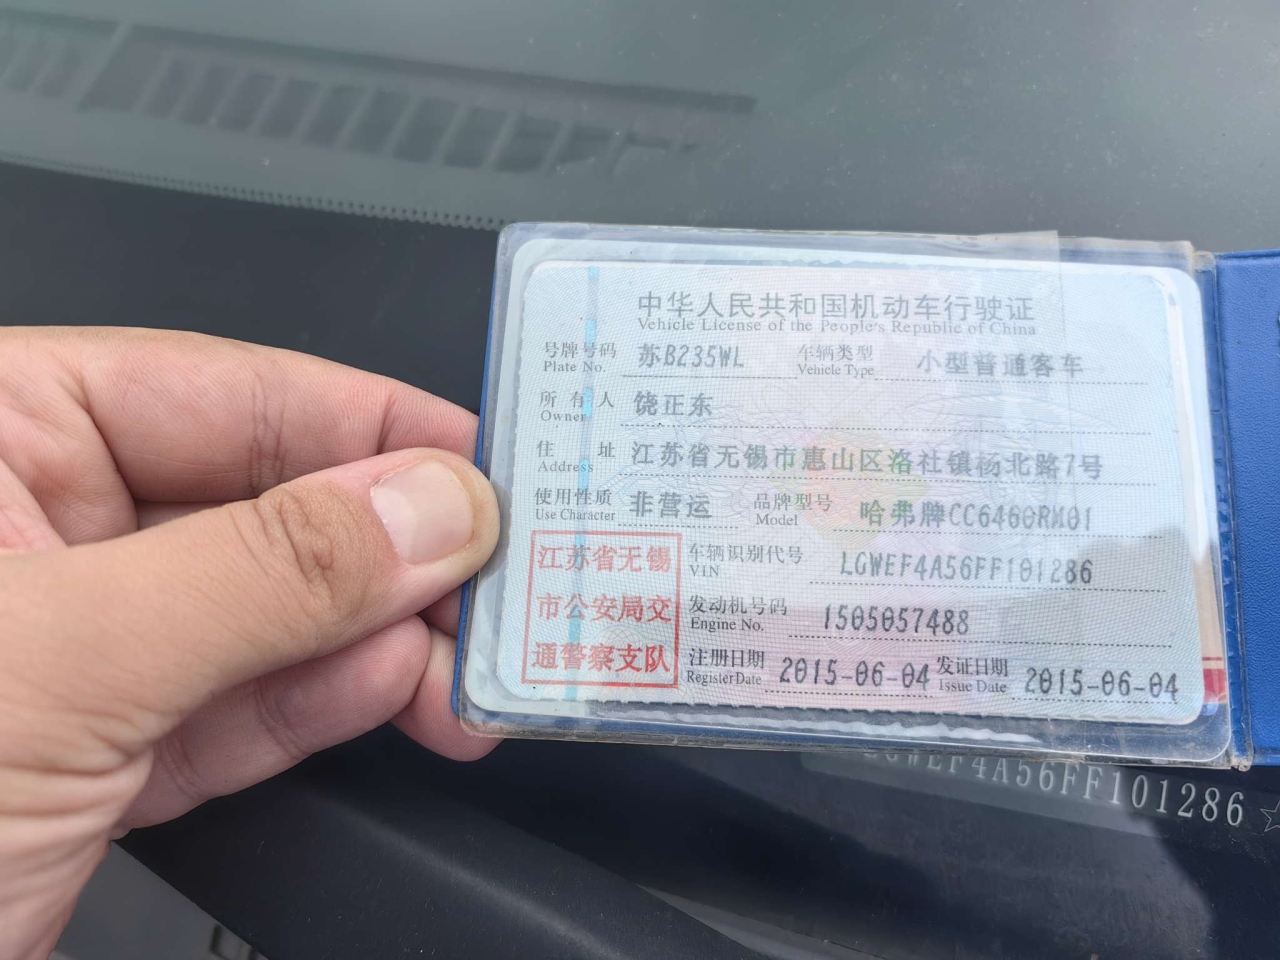 中华人民共和国机动车行驶证
Vehicle License of the People's Republic of China
号牌号码 苏B235WL 车辆类型 小型普通客车
Plate No. Vehicle Type
所有人 饶正东
Owner
住址 江苏省无锡市惠山区洛社镇杨北路7号
Address
使用性质 非营运 品牌型号 哈弗牌CC6460RM01
Use Character Model
江苏省无锡
市公安局交
通警察支队
车辆识别代号 LGWEF4A56FF101286
VIN
发动机号码 1505057488
Engine No.
注册日期 2015-06-04 发证日期 2015-06-04
Register Date Issue Date
LGWEF4A56FF101286